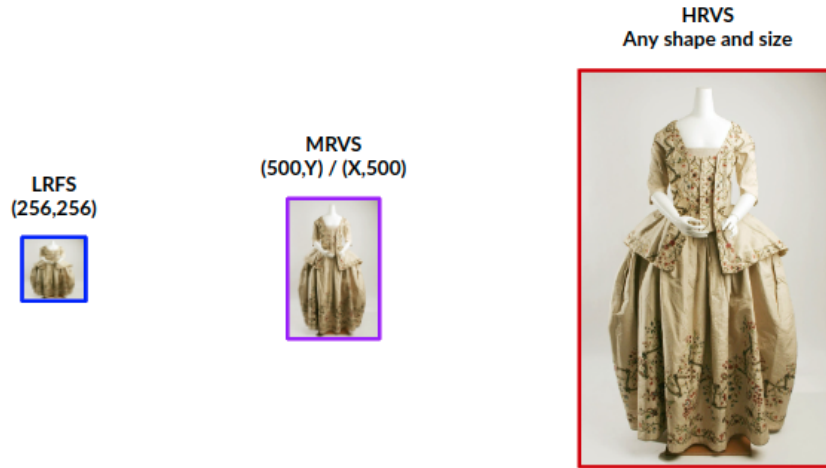 LRFS
(256,256)
MRVS
(500,Y) / (X,500)
HRVS
Any shape and size